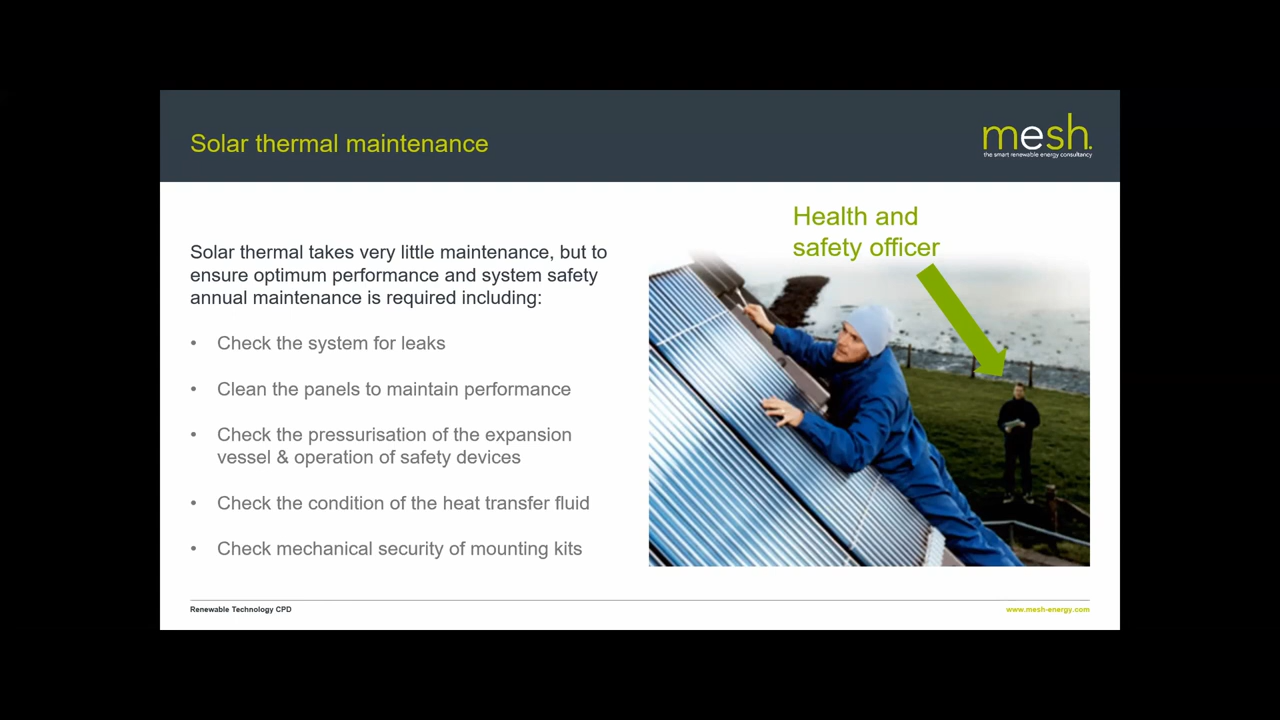 Solar thermal maintenance
mesh.
the smart renewable energy consultancy
Health and
safety officer
Solar thermal takes very little maintenance, but to
ensure optimum performance and system safety
annual maintenance is required including:
• Check the system for leaks
• Clean the panels to maintain performance
• Check the pressurisation of the expansion
vessel & operation of safety devices
• Check the condition of the heat transfer fluid
• Check mechanical security of mounting kits
Renewable Technology CPD
www.mesh-energy.com